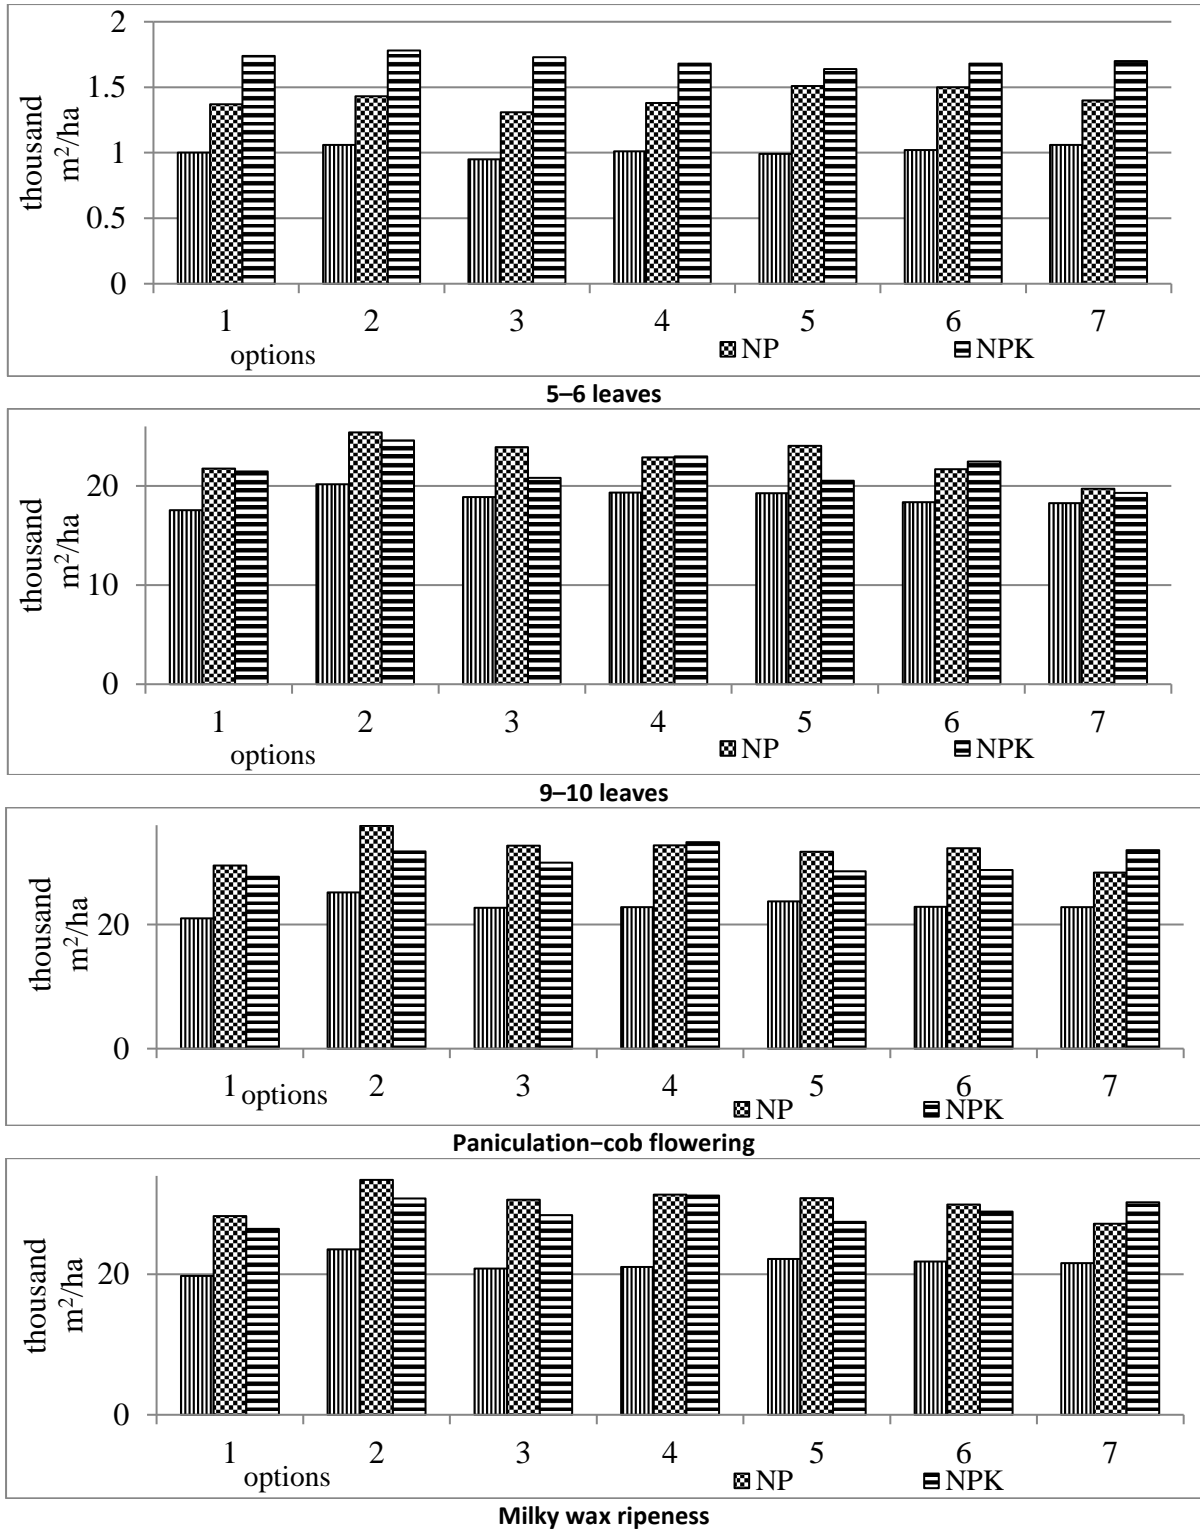 2
1.5
1
0.5
0
thousand
m²/ha
1 2 3 4 5 6 7
options
NP NPK
5–6 leaves
20
10
0
thousand
m²/ha
1 2 3 4 5 6 7
options
NP NPK
9–10 leaves
20
0
thousand
m²/ha
1 2 3 4 5 6 7
options
NP NPK
Paniculation–cob flowering
20
0
thousand
m²/ha
1 2 3 4 5 6 7
options
NP NPK
Milky wax ripeness